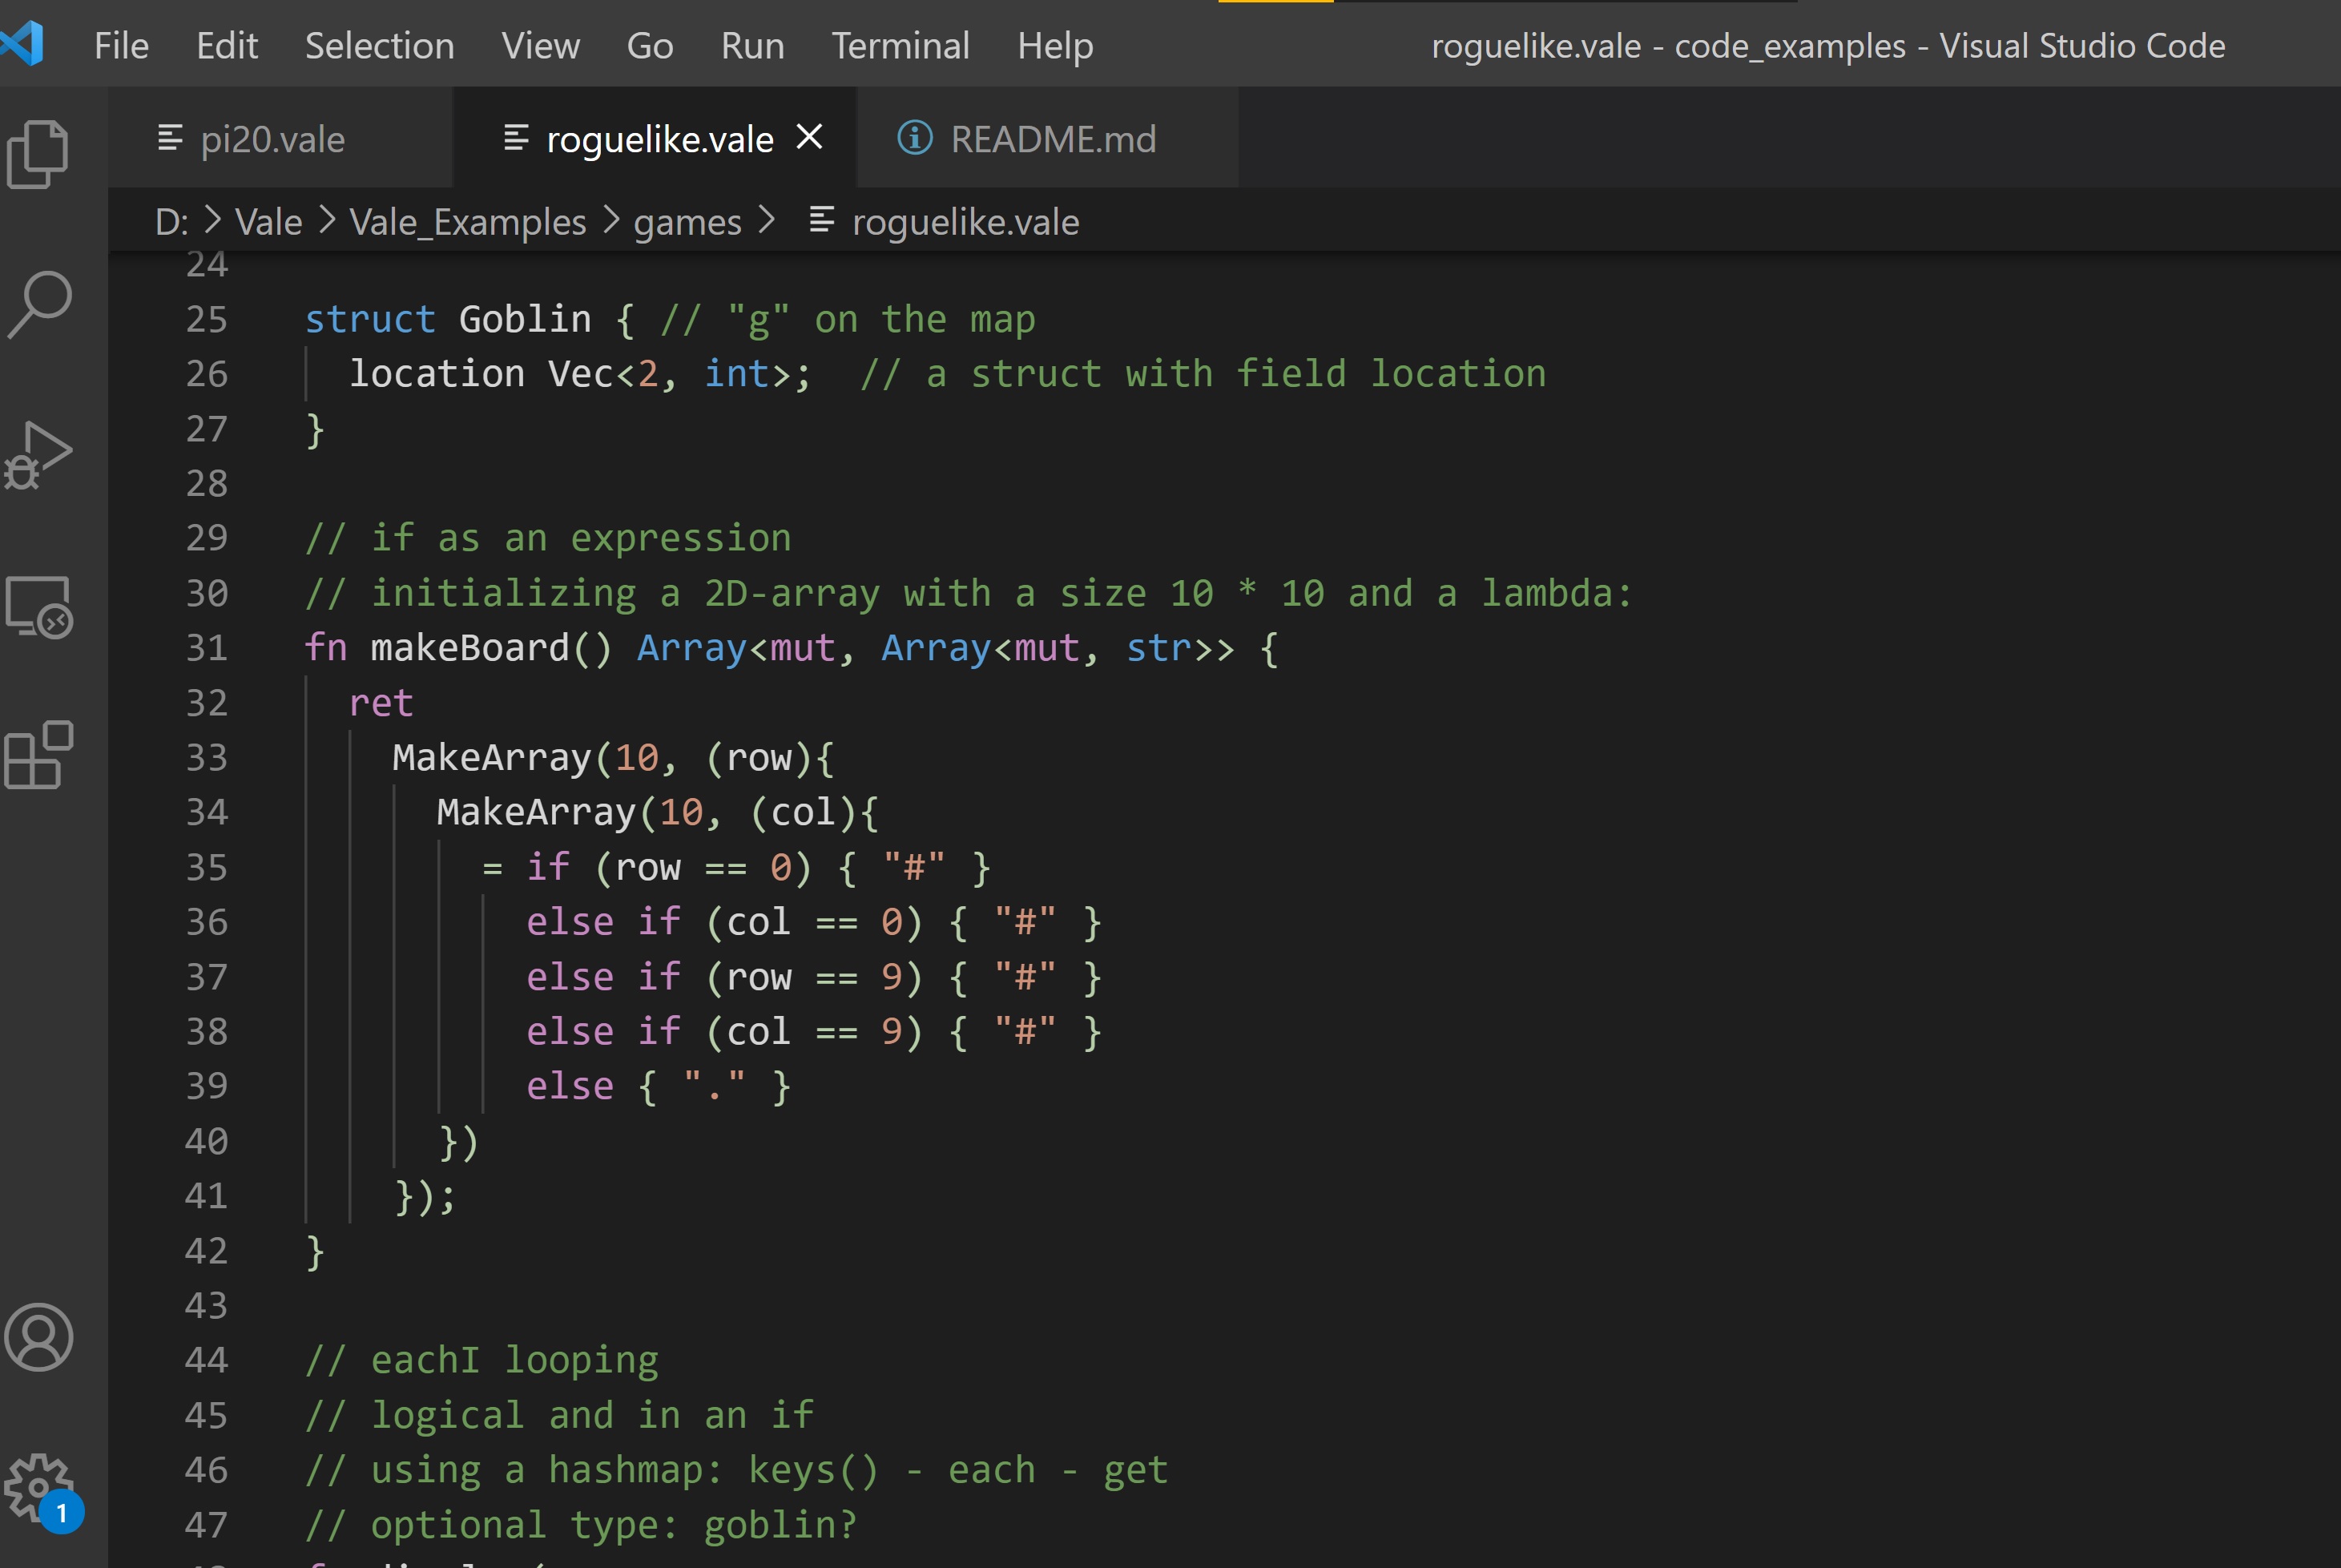 File Edit Selection View Go Run Terminal Help roguelike.vale - code_examples - Visual Studio Code
pi20.vale roguelike.vale README.md
D: > Vale > Vale_Examples > games > roguelike.vale
24
25 struct Goblin { // "g" on the map
26 location Vec<2, int>; // a struct with field location
27 }
28
29 // if as an expression
30 // initializing a 2D-array with a size 10 * 10 and a lambda:
31 fn makeBoard() Array<mut, Array<mut, str>> {
32 ret
33 MakeArray(10, (row){
34 MakeArray(10, (col){
35 = if (row == 0) { "#" }
36 else if (col == 0) { "#" }
37 else if (row == 9) { "#" }
38 else if (col == 9) { "#" }
39 else { "." }
40 })
41 });
42 }
43
44 // eachI looping
45 // logical and in an if
46 // using a hashmap: keys() - each - get
47 // optional type: goblin?
1